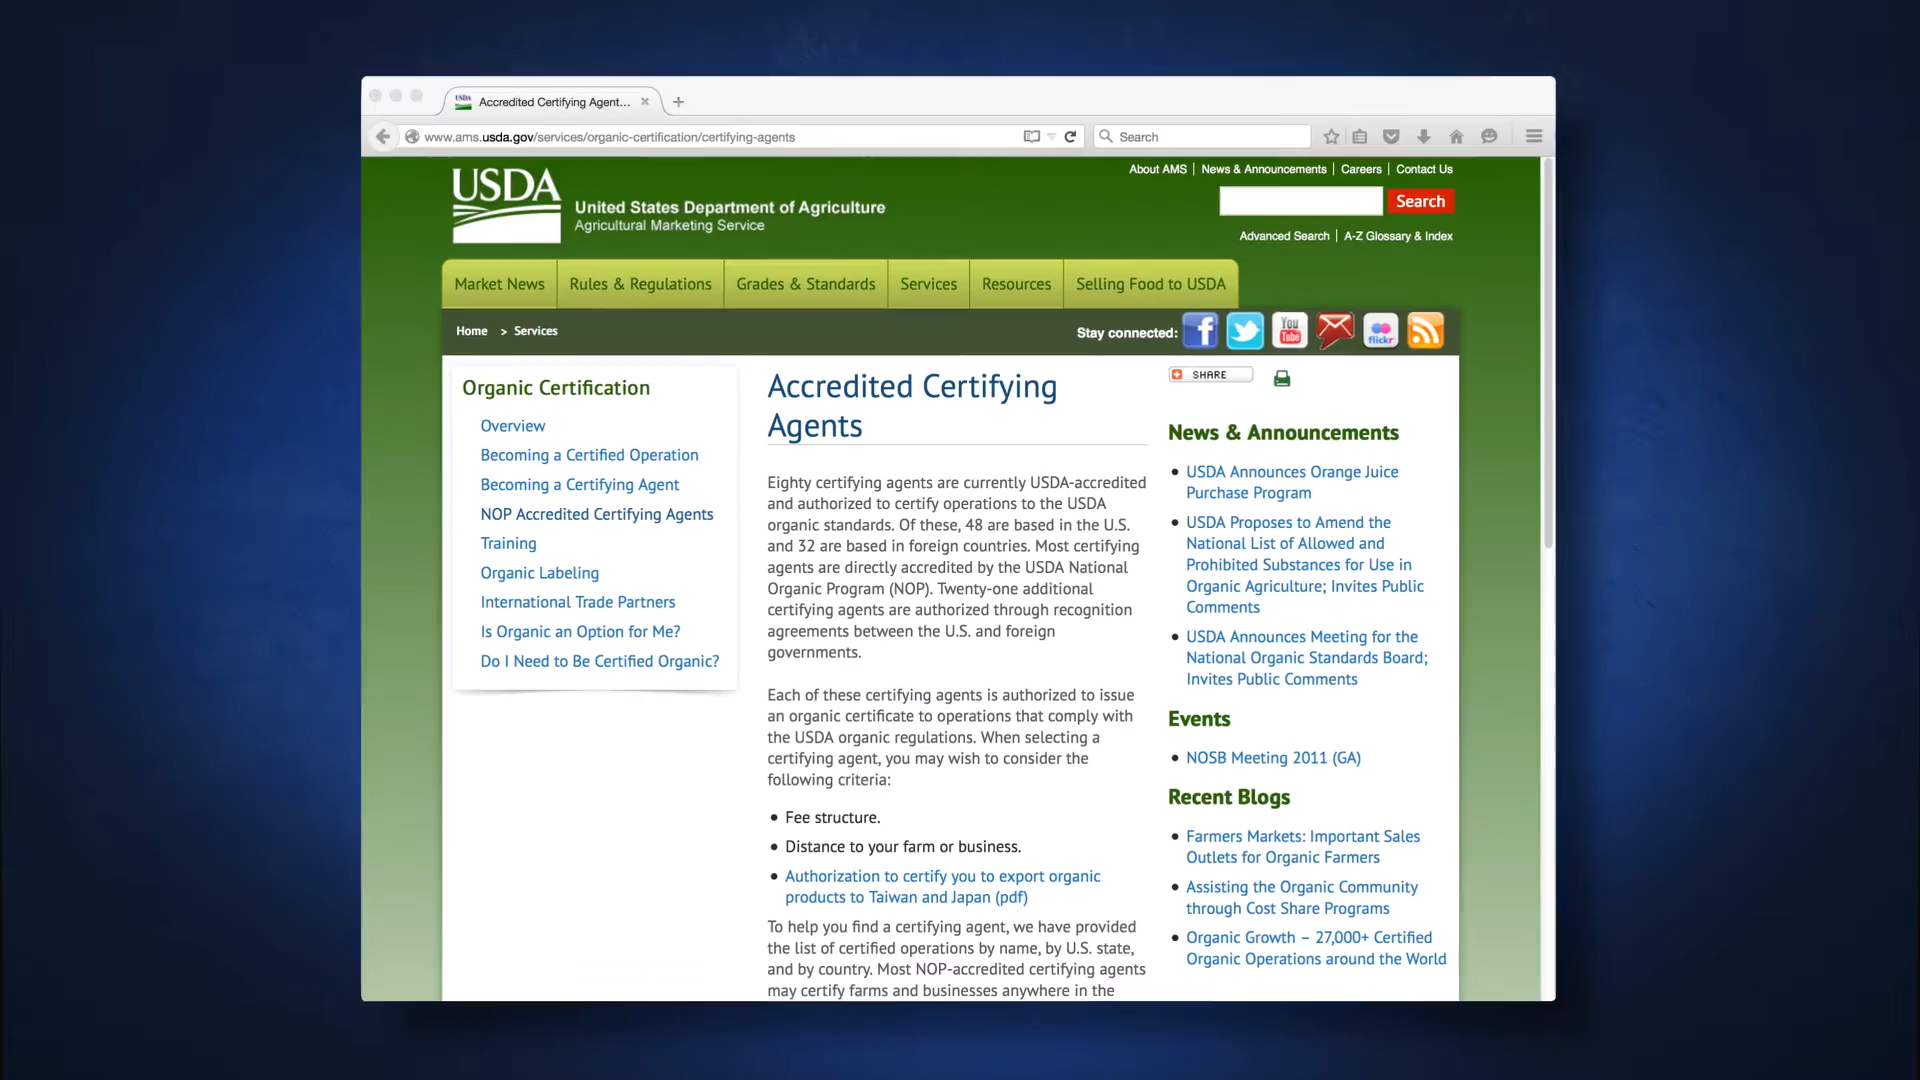 USDA
Accredited Certifying Agent...
www.ams.usda.gov/services/organic-certification/certifying-agents
Search
About AMS | News & Announcements | Careers | Contact Us
USDA
United States Department of Agriculture
Agricultural Marketing Service
Search
Advanced Search | A-Z Glossary & Index
Market News
Rules & Regulations
Grades & Standards
Services
Resources
Selling Food to USDA
Home > Services
Stay connected:
You
Tube
flickr
Organic Certification
Overview
Becoming a Certified Operation
Becoming a Certifying Agent
NOP Accredited Certifying Agents
Training
Organic Labeling
International Trade Partners
Is Organic an Option for Me?
Do I Need to Be Certified Organic?
Accredited Certifying
Agents
Eighty certifying agents are currently USDA-accredited
and authorized to certify operations to the USDA
organic standards. Of these, 48 are based in the U.S.
and 32 are based in foreign countries. Most certifying
agents are directly accredited by the USDA National
Organic Program (NOP). Twenty-one additional
certifying agents are authorized through recognition
agreements between the U.S. and foreign
governments.
Each of these certifying agents is authorized to issue
an organic certificate to operations that comply with
the USDA organic regulations. When selecting a
certifying agent, you may wish to consider the
following criteria:
• Fee structure.
• Distance to your farm or business.
• Authorization to certify you to export organic
products to Taiwan and Japan (pdf)
To help you find a certifying agent, we have provided
the list of certified operations by name, by U.S. state,
and by country. Most NOP-accredited certifying agents
may certify farms and businesses anywhere in the
SHARE
News & Announcements
• USDA Announces Orange Juice
Purchase Program
• USDA Proposes to Amend the
National List of Allowed and
Prohibited Substances for Use in
Organic Agriculture; Invites Public
Comments
• USDA Announces Meeting for the
National Organic Standards Board;
Invites Public Comments
Events
• NOSB Meeting 2011 (GA)
Recent Blogs
• Farmers Markets: Important Sales
Outlets for Organic Farmers
• Assisting the Organic Community
through Cost Share Programs
• Organic Growth – 27,000+ Certified
Organic Operations around the World